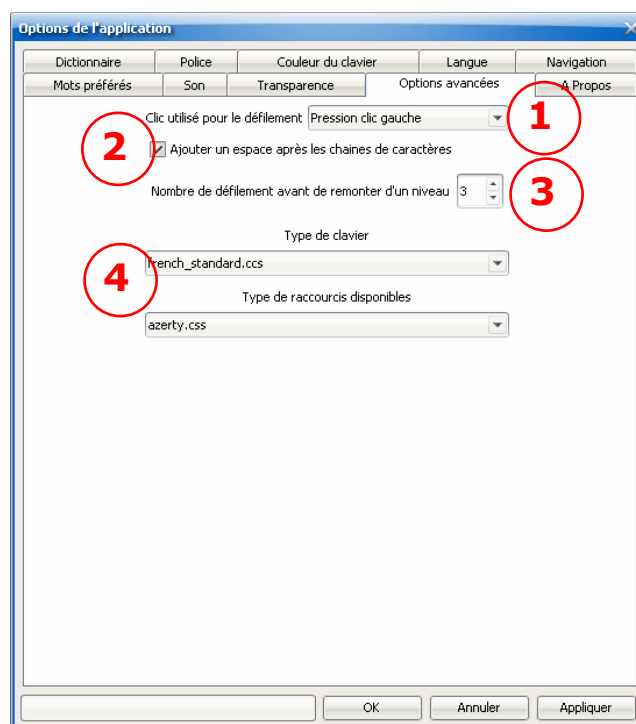 Options de l'application
Dictionnaire Police Couleur du clavier Langue Navigation
Mots préférés Son Transparence Options avancées A Propos
Clic utilisé pour le défilement Pression clic gauche 1
2 Ajouter un espace après les chaines de caractères
Nombre de défilement avant de remonter d'un niveau 3 3
Type de clavier
4 french_standard.ccs
Type de raccourcis disponibles
azerty.css
OK Annuler Appliquer